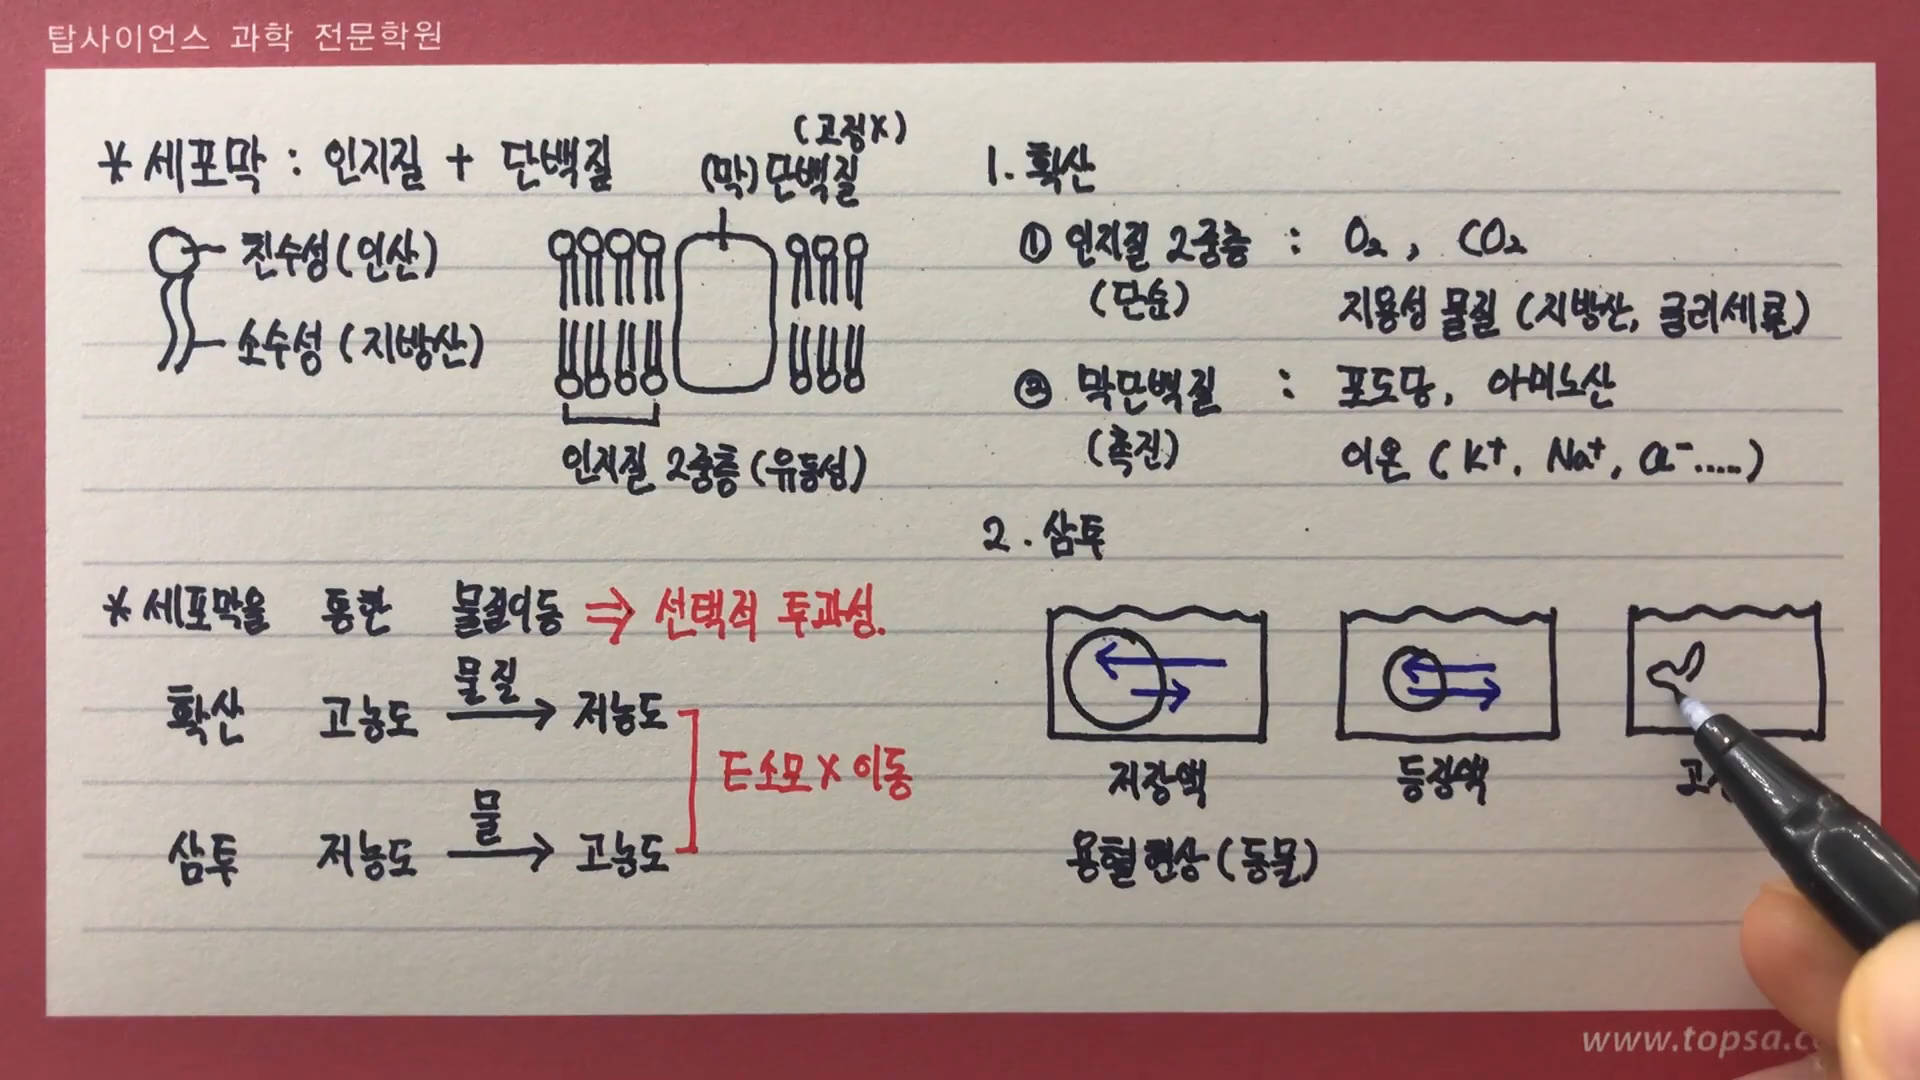 탑사이언스 과학 전문학원
* 세포막 : 인지질 + 단백질
(고정X)
(막)단백질
친수성(인산)
소수성(지방산)
인지질 2중층(유동성)
* 세포막을 통한 물질이동 ⇒ 선택적 투과성.
확산 고농도 물질 → 저농도
E소모X 이동
삼투 저농도 물 → 고농도
1. 확산
① 인지질 2중층 : O₂, CO₂
(단순) 지용성 물질 (지방산, 글리세롤)
② 막단백질 : 포도당, 아미노산
(촉진) 이온 (K⁺, Na⁺, Cl⁻.....)
2. 삼투
저장액 등장액 고
용혈현상(동물)
www.topsa.c